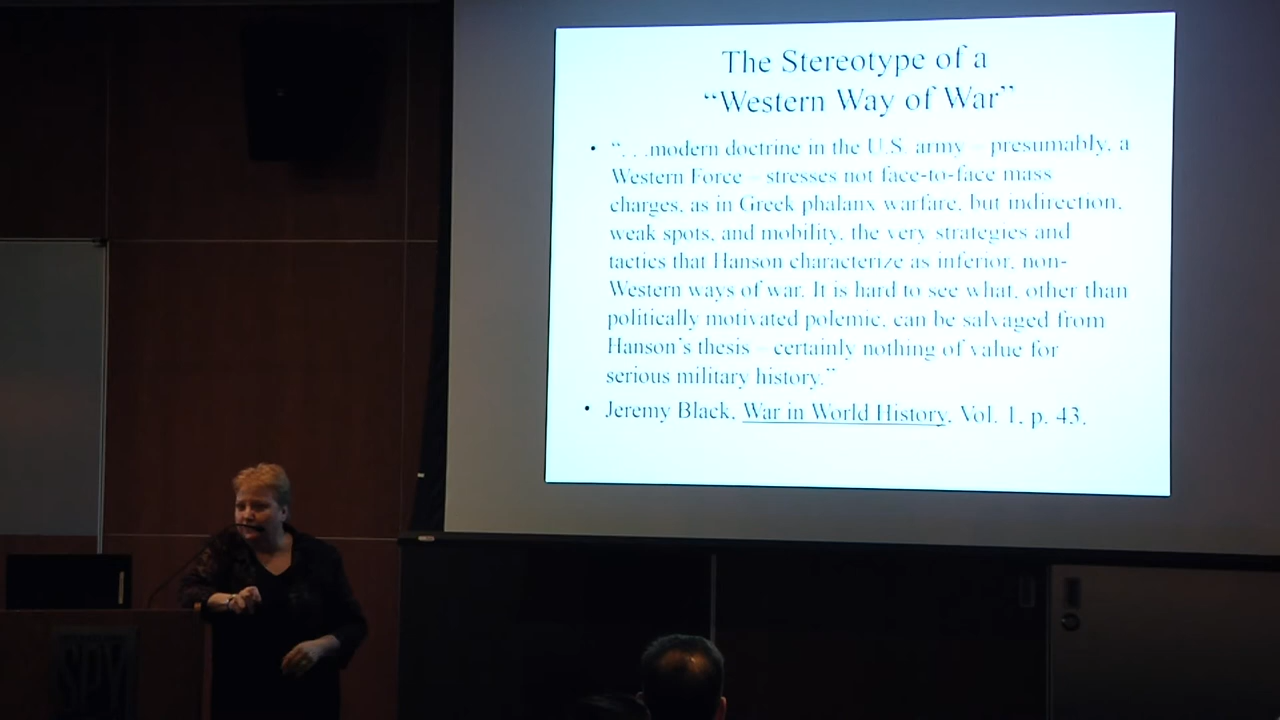 The Stereotype of a
“Western Way of War”
• “. . .modern doctrine in the U.S. army – presumably, a
Western Force – stresses not face-to-face mass
charges, as in Greek phalanx warfare, but indirection,
weak spots, and mobility, the very strategies and
tactics that Hanson characterize as inferior, non-
Western ways of war. It is hard to see what, other than
politically motivated polemic, can be salvaged from
Hanson’s thesis – certainly nothing of value for
serious military history.”
• Jeremy Black, War in World History, Vol. 1, p. 43.
SPY